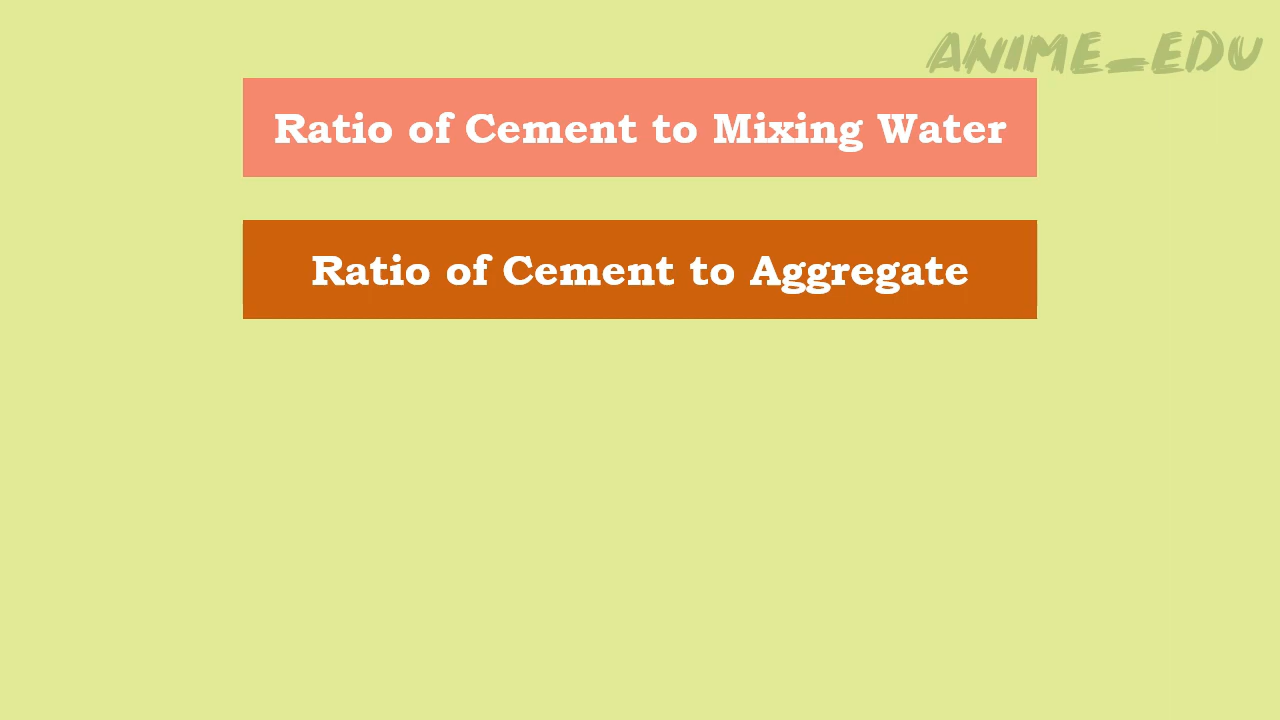 ANIME_EDU
Ratio of Cement to Mixing Water
Ratio of Cement to Aggregate